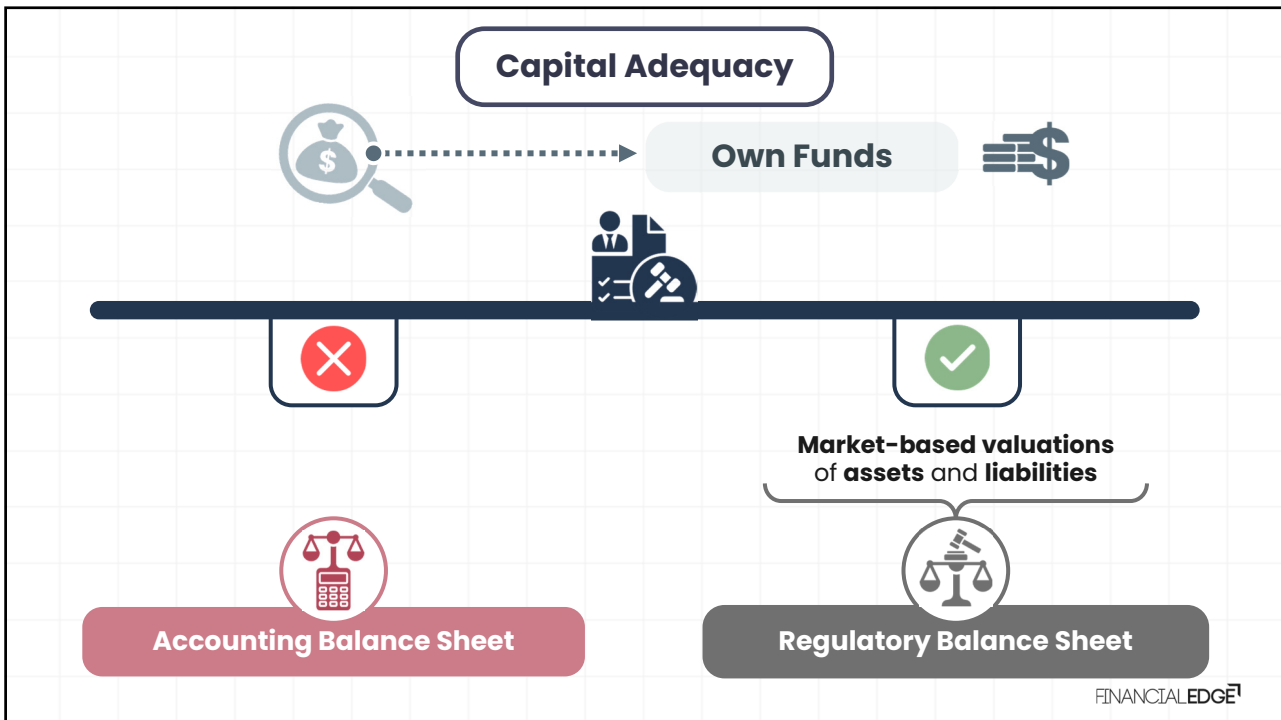 Capital Adequacy
Own Funds
Market-based valuations
of assets and liabilities
Accounting Balance Sheet
Regulatory Balance Sheet
FINANCIALEDGE